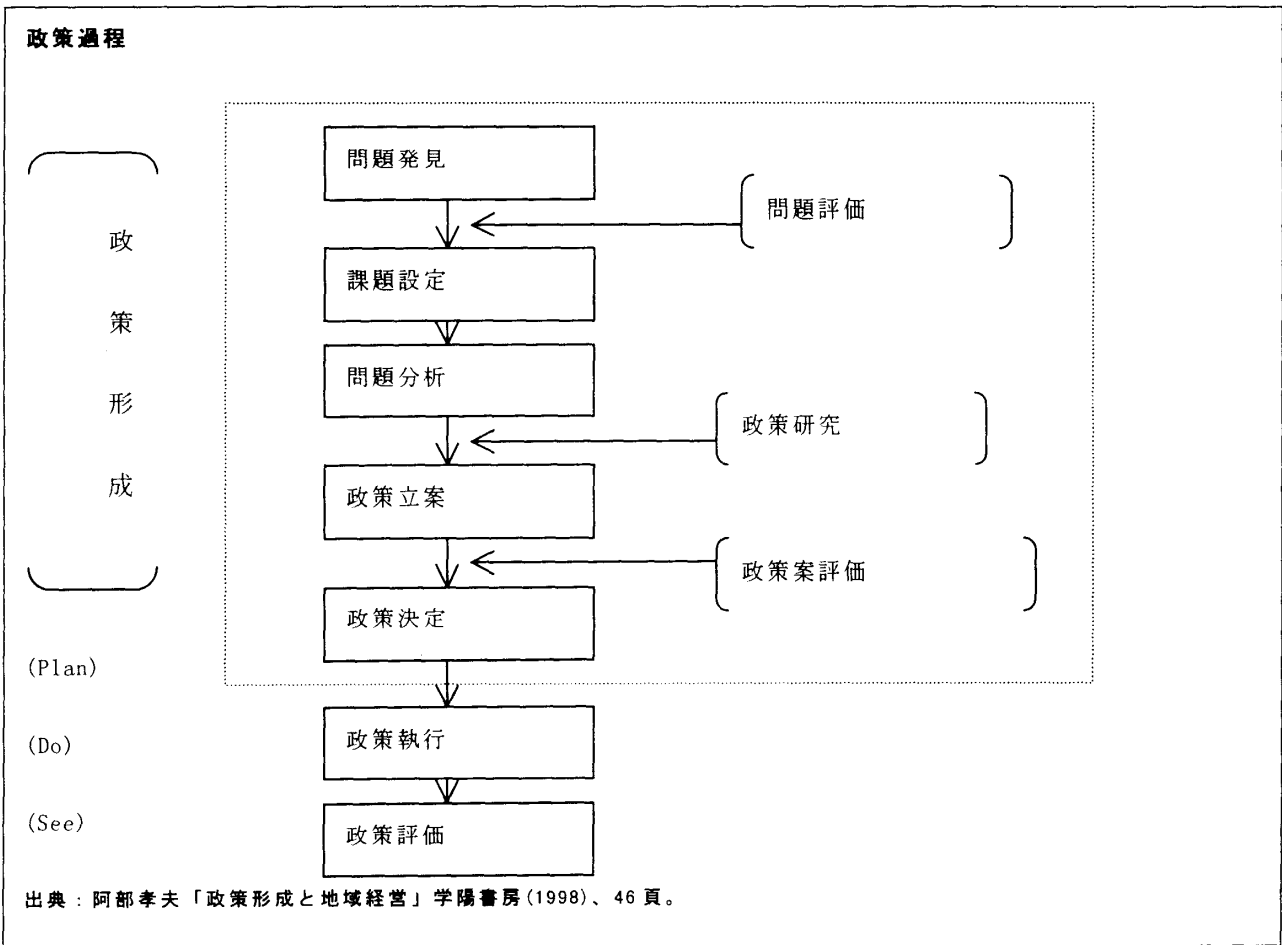 政策過程
問題発見
問題評価
課題設定
問題分析
政策研究
政策立案
政策案評価
政策決定
政策形成
(Plan)
政策執行
(Do)
政策評価
(See)
出典：阿部孝夫「政策形成と地域経営」学陽書房(1998)、46頁。